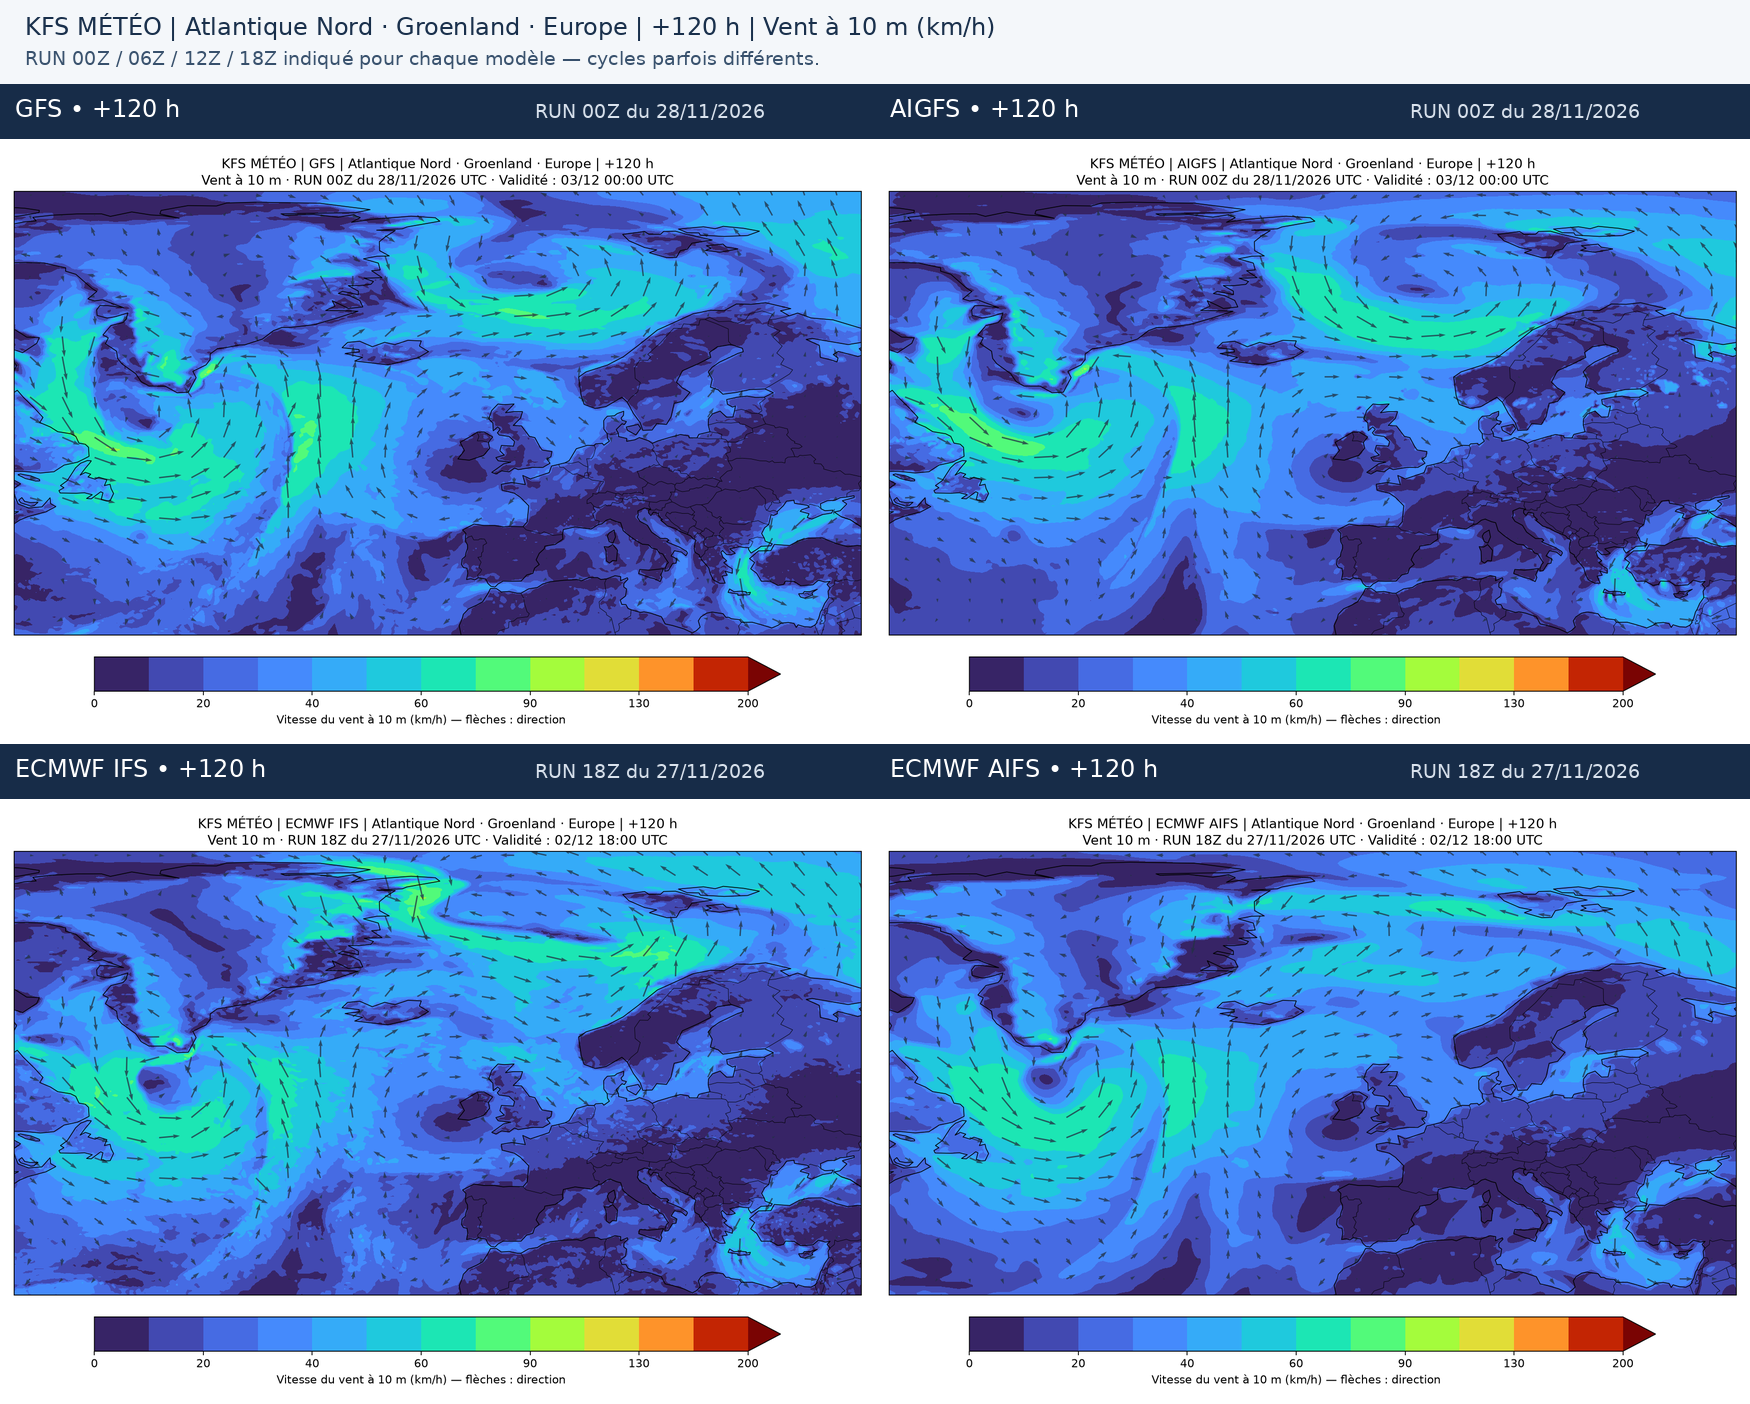 KFS MÉTÉO | Atlantique Nord · Groenland · Europe | +120 h | Vent à 10 m (km/h)
RUN 00Z / 06Z / 12Z / 18Z indiqué pour chaque modèle — cycles parfois différents.
GFS • +120 h
RUN 00Z du 28/11/2026
KFS MÉTÉO | GFS | Atlantique Nord · Groenland · Europe | +120 h
Vent à 10 m · RUN 00Z du 28/11/2026 UTC · Validité : 03/12 00:00 UTC
0 20 40 60 90 130 200
Vitesse du vent à 10 m (km/h) — flèches : direction
AIGFS • +120 h
RUN 00Z du 28/11/2026
KFS MÉTÉO | AIGFS | Atlantique Nord · Groenland · Europe | +120 h
Vent à 10 m · RUN 00Z du 28/11/2026 UTC · Validité : 03/12 00:00 UTC
0 20 40 60 90 130 200
Vitesse du vent à 10 m (km/h) — flèches : direction
ECMWF IFS • +120 h
RUN 18Z du 27/11/2026
KFS MÉTÉO | ECMWF IFS | Atlantique Nord · Groenland · Europe | +120 h
Vent 10 m · RUN 18Z du 27/11/2026 UTC · Validité : 02/12 18:00 UTC
0 20 40 60 90 130 200
Vitesse du vent à 10 m (km/h) — flèches : direction
ECMWF AIFS • +120 h
RUN 18Z du 27/11/2026
KFS MÉTÉO | ECMWF AIFS | Atlantique Nord · Groenland · Europe | +120 h
Vent 10 m · RUN 18Z du 27/11/2026 UTC · Validité : 02/12 18:00 UTC
0 20 40 60 90 130 200
Vitesse du vent à 10 m (km/h) — flèches : direction